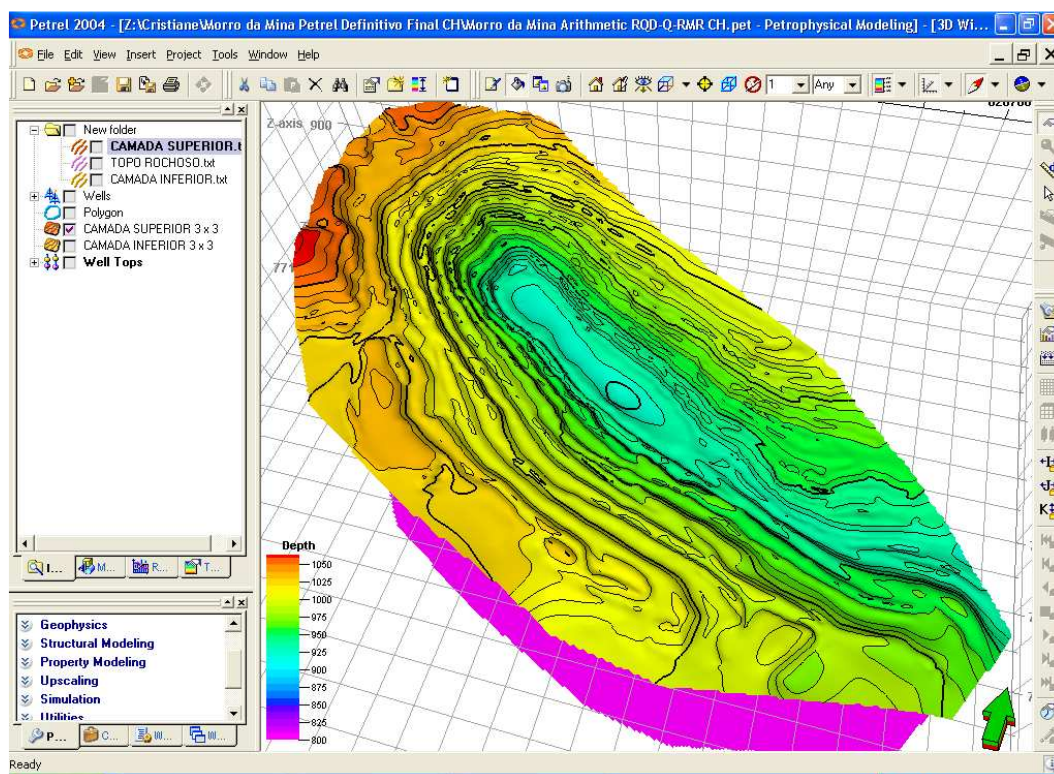 Petrel 2004 - [Z:\Cristiane\Morro da Mina Petrel Definitivo Final CH\Morro da Mina Arithmetic RQD-Q-RMR CH.pet - Petrophysical Modeling] - [3D Wi...
File Edit View Insert Project Tools Window Help
1 Any
New folder
CAMADA SUPERIOR.t
TOPO ROCHOSO.txt
CAMADA INFERIOR.txt
Wells
Polygon
CAMADA SUPERIOR 3 x 3
CAMADA INFERIOR 3 x 3
Well Tops
I... M... R... T...
Geophysics
Structural Modeling
Property Modeling
Upscaling
Simulation
Utilities
P... C... W... W...
Ready
Z-axis 900
771
Depth
1050
1025
1000
975
950
925
900
875
850
825
800
I
J
K